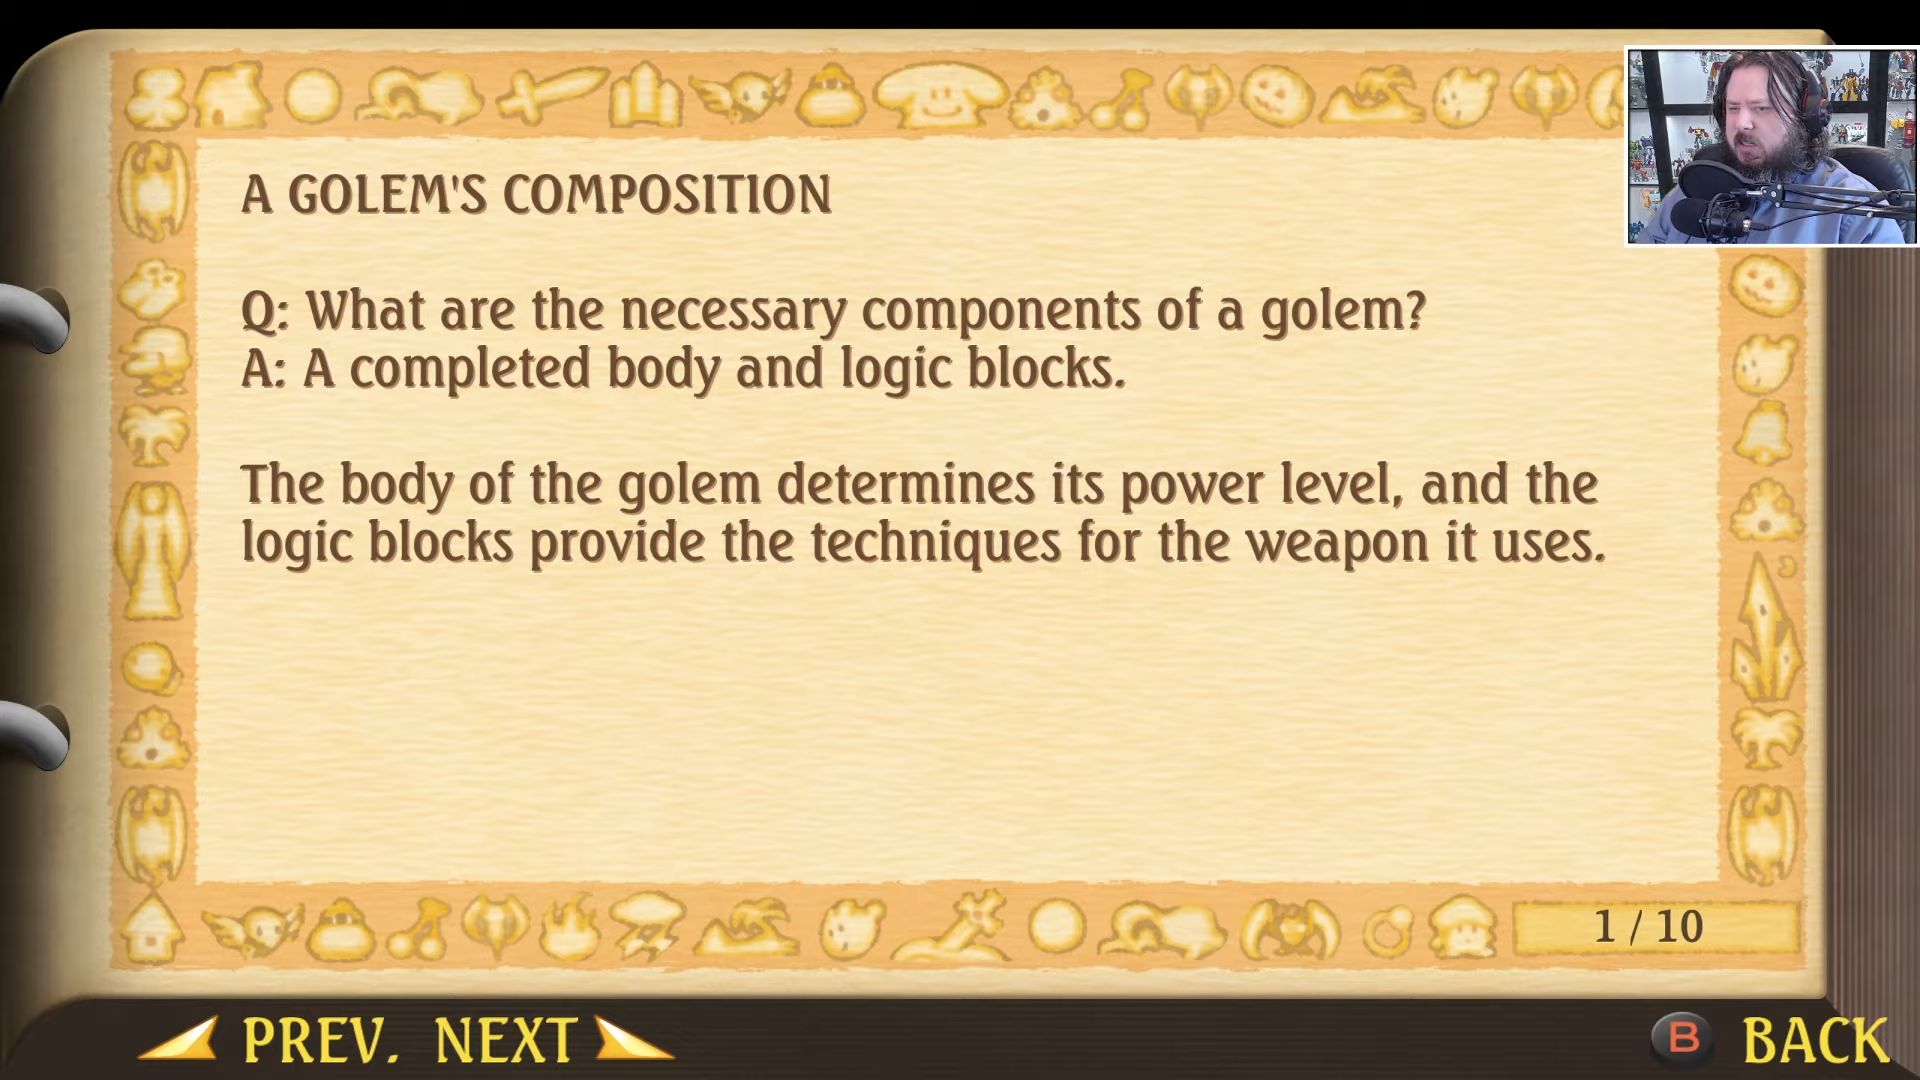 A GOLEM'S COMPOSITION
Q: What are the necessary components of a golem?
A: A completed body and logic blocks.
The body of the golem determines its power level, and the
logic blocks provide the techniques for the weapon it uses.
1 / 10
PREV. NEXT
B BACK